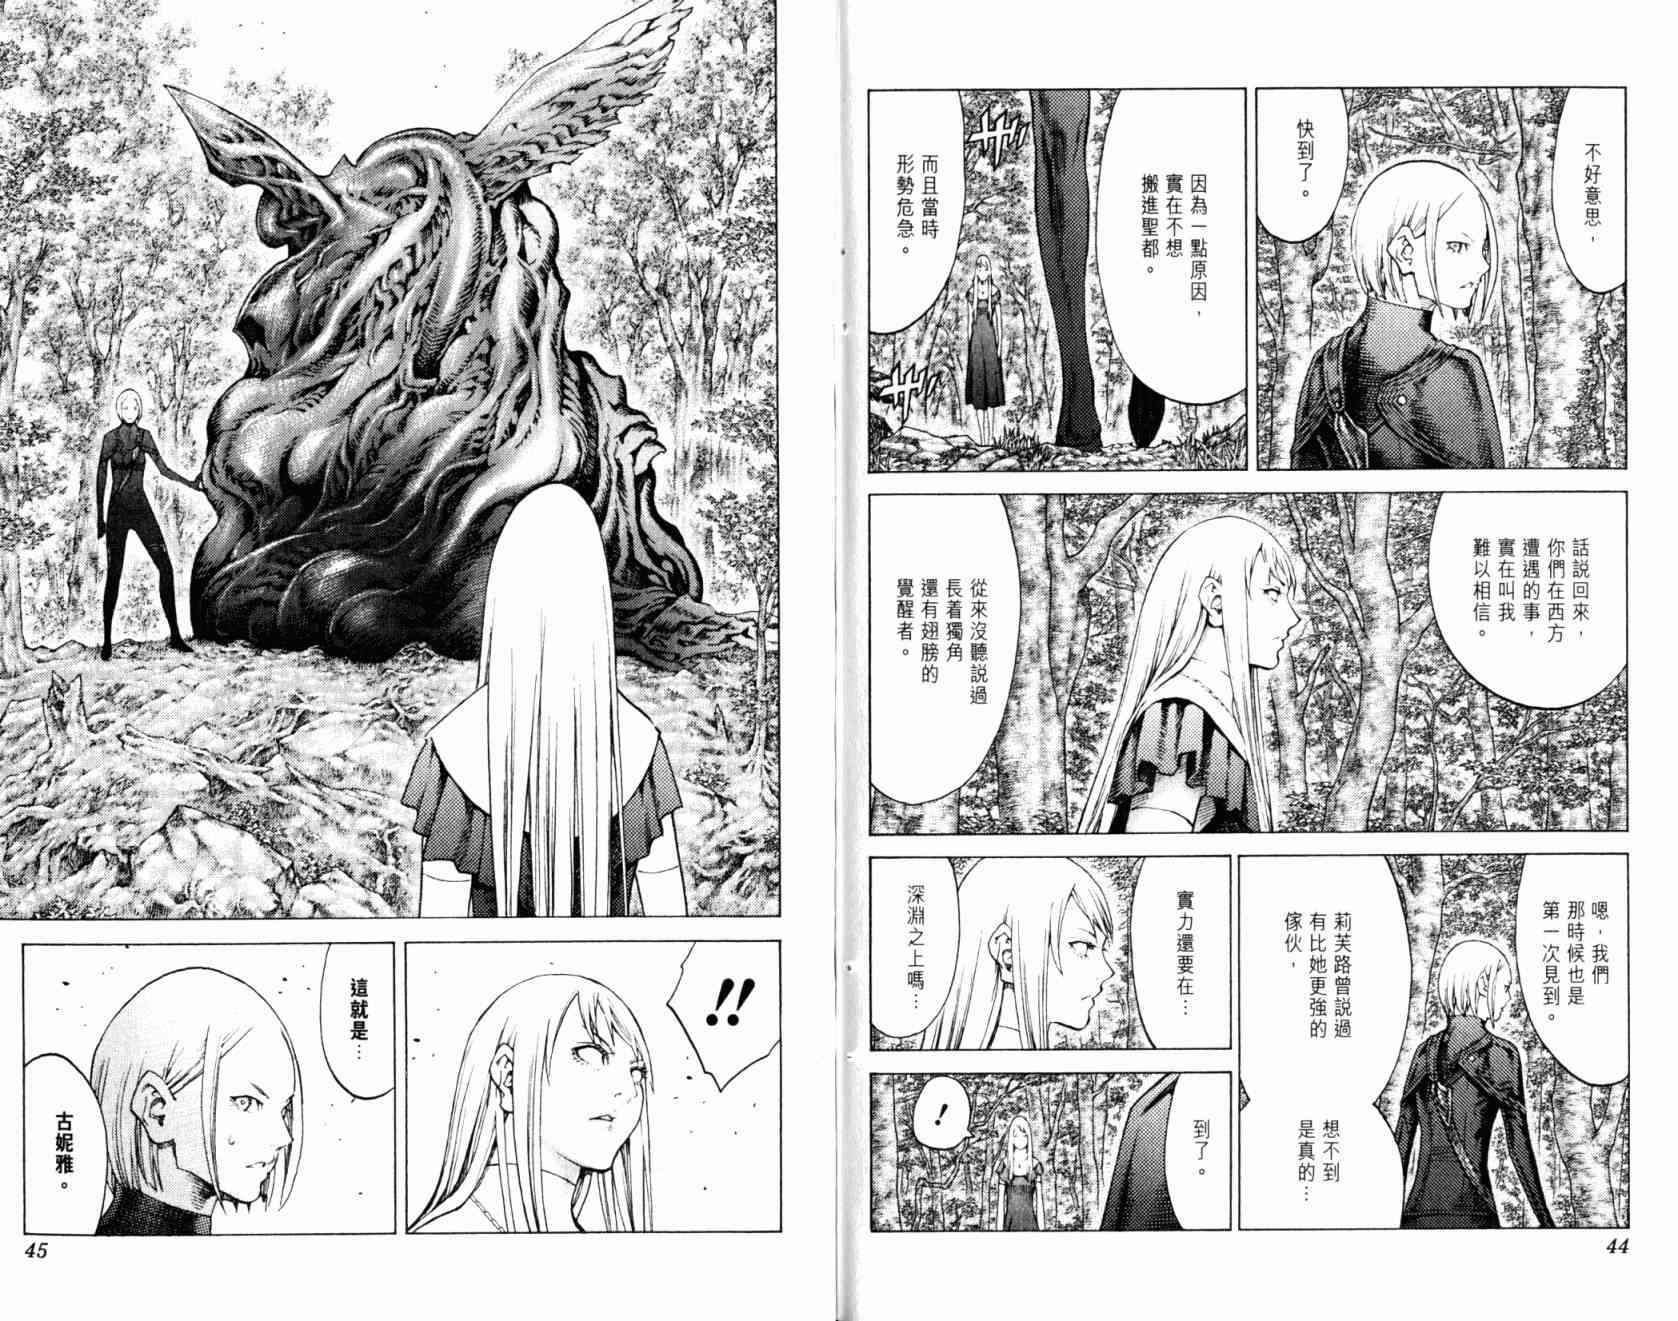 不好意思，
快到了。
因為一點原因，
實在不想
搬進聖都。
而且當時
形勢危急。
話説回來，
你們在西方
遭遇的事，
實在叫我
難以相信。
從來沒聽説過
長着獨角
還有翅膀的
覺醒者。
嗯，我們
那時候也是
第一次見到。
莉芙路曾説過
有比她更強的
傢伙，
想不到
是真的…
實力還要在…
深淵之上嗎…
到了。
！
44
!!
這就是…
古妮雅。
45